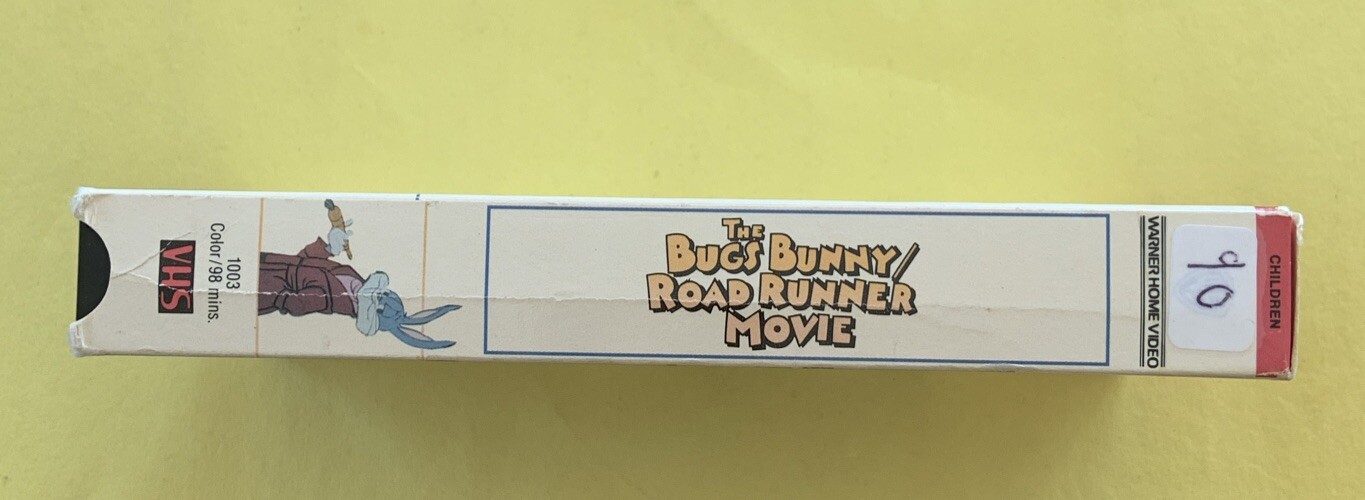 THE
BUGS BUNNY/
ROAD RUNNER
MOVIE
1003
Color/98 mins.
VHS
WARNER HOME VIDEO
90
CHILDREN